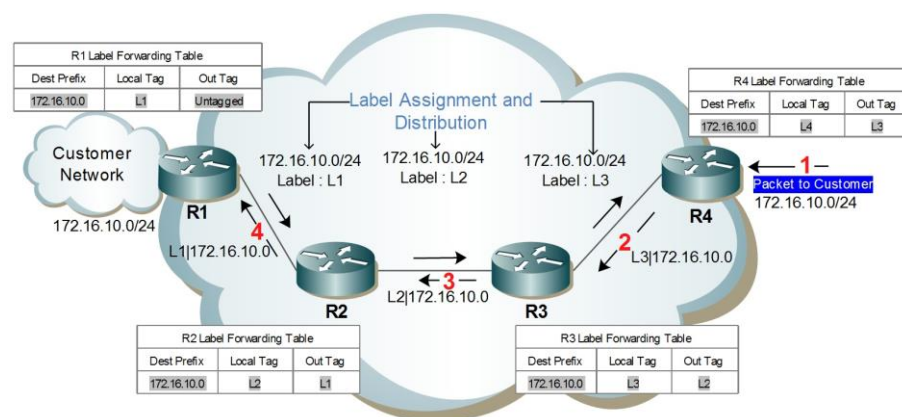 R1 Label Forwarding Table
Dest Prefix Local Tag Out Tag
172.16.10.0 L1 Untagged
R4 Label Forwarding Table
Dest Prefix Local Tag Out Tag
172.16.10.0 L4 L3
Label Assignment and
Distribution
Customer
Network
172.16.10.0/24
Label : L1
172.16.10.0/24
Label : L2
172.16.10.0/24
Label : L3
1
Packet to Customer
172.16.10.0/24
R1
R4
172.16.10.0/24
4
L1|172.16.10.0
2
L3|172.16.10.0
3
L2|172.16.10.0
R2
R3
R2 Label Forwarding Table
Dest Prefix Local Tag Out Tag
172.16.10.0 L2 L1
R3 Label Forwarding Table
Dest Prefix Local Tag Out Tag
172.16.10.0 L3 L2